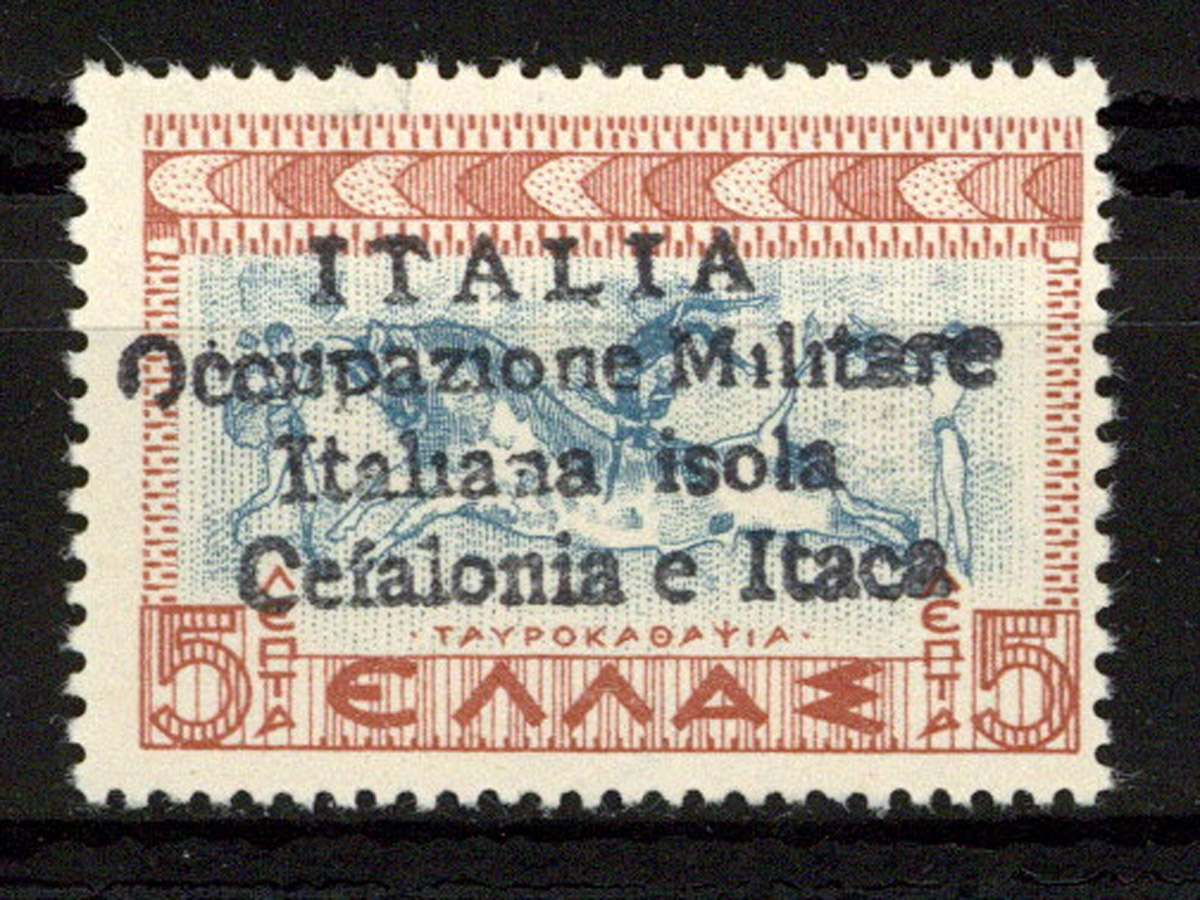 ITALIA
Occupazione Militare
Italiana isola
Cefalonia e Itaca
·ΤΑΥΡΟΚΑΘΑΨΙΑ·
5 ΛΕΠΤΑ ΕΛΛΑΣ ΛΕΠΤΑ 5